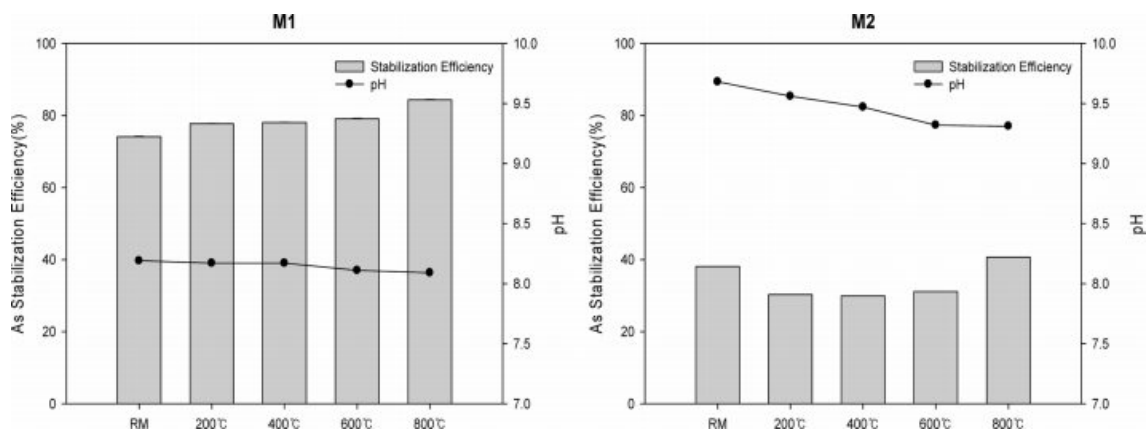 M1
100
80
60
40
20
0
As Stabilization Efficiency(%)
Stabilization Efficiency
pH
10.0
9.5
9.0
8.5
8.0
7.5
7.0
pH
RM 200℃ 400℃ 600℃ 800℃
M2
100
80
60
40
20
0
As Stabilization Efficiency(%)
Stabilization Efficiency
pH
10.0
9.5
9.0
8.5
8.0
7.5
7.0
pH
RM 200℃ 400℃ 600℃ 800℃